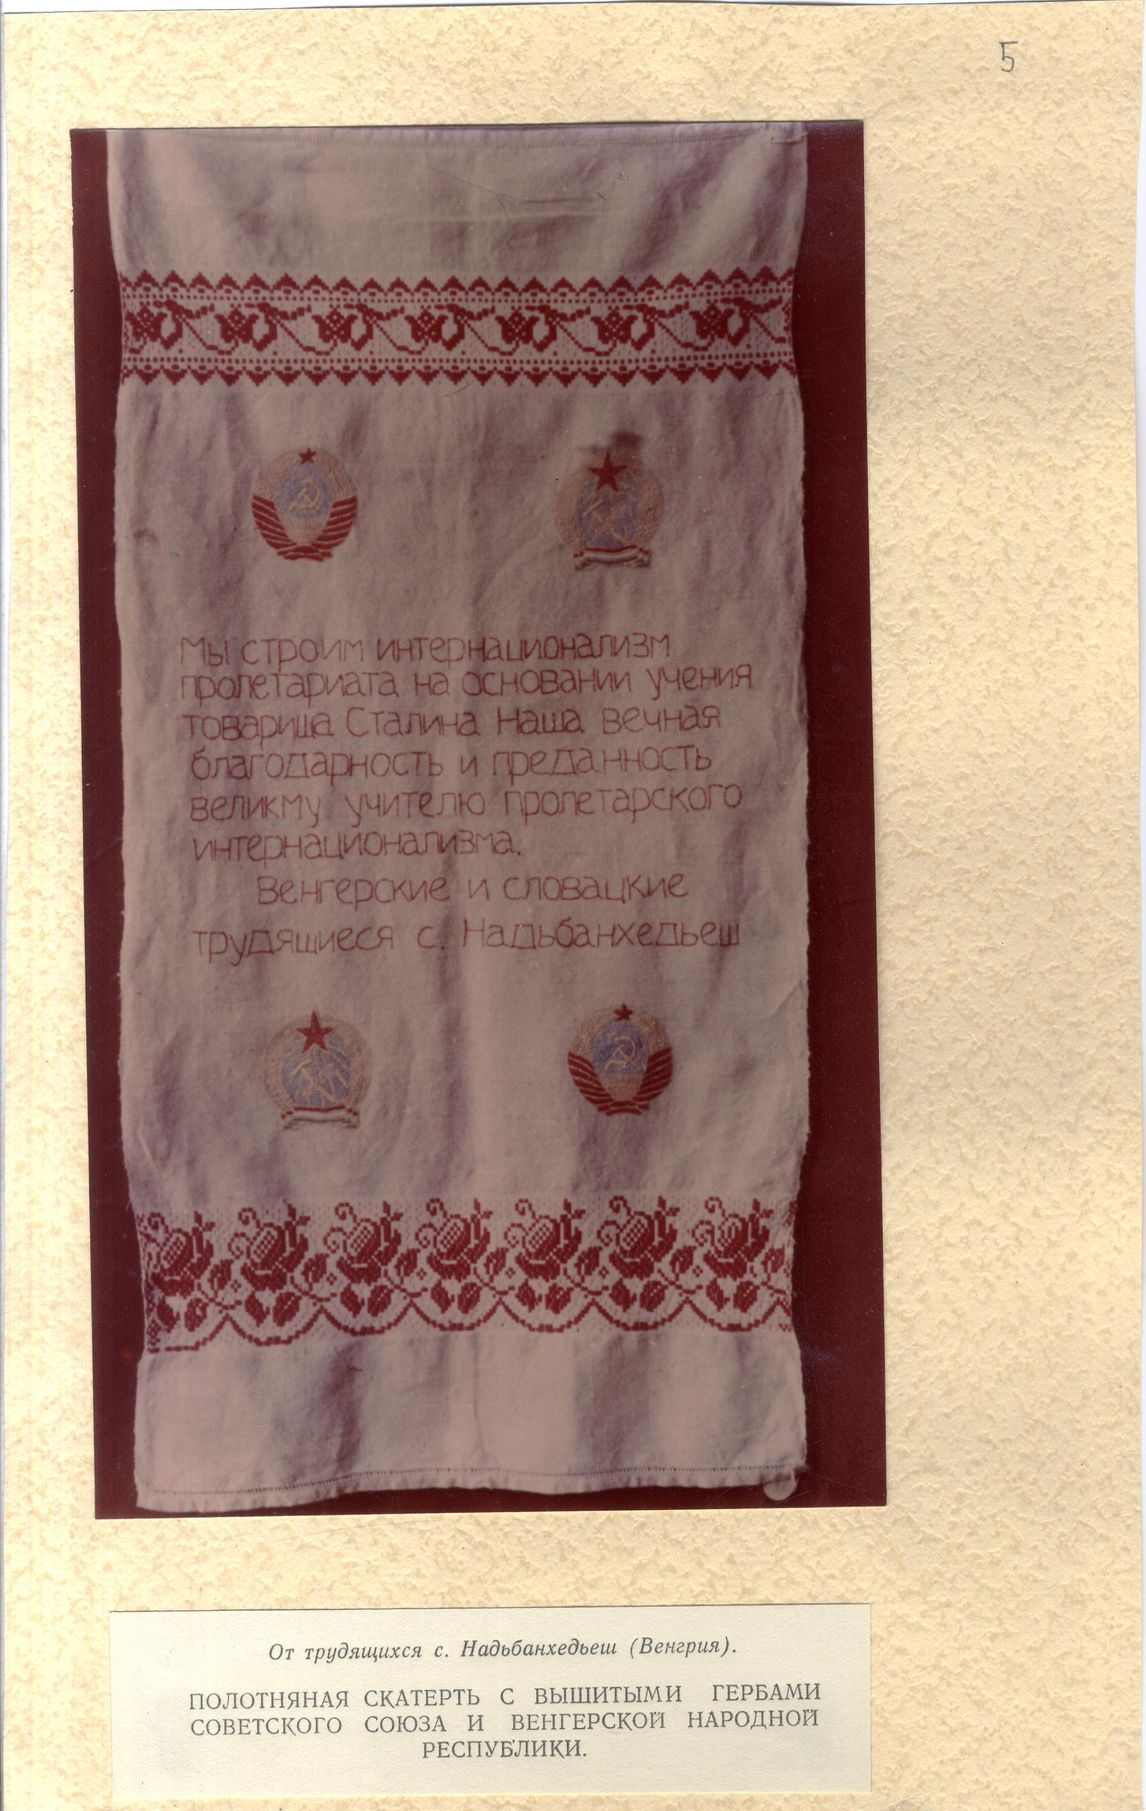 5
Мы строим интернационализм
пролетариата на основании учения
товарища Сталина Наша вечная
благодарность и преданность
великму учителю пролетарского
интернационализма.
Венгерские и словацкие
трудящиеся с. Надьбанхедьеш
От трудящихся с. Надьбанхедьеш (Венгрия).
ПОЛОТНЯНАЯ СКАТЕРТЬ С ВЫШИТЫМИ ГЕРБАМИ
СОВЕТСКОГО СОЮЗА И ВЕНГЕРСКОЙ НАРОДНОЙ
РЕСПУБЛИКИ.